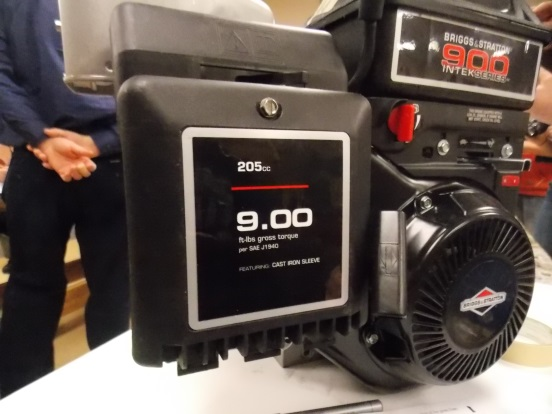 BRIGGS & STRATTON
900
INTEK SERIES
205cc
9.00
ft-lbs gross torque
per SAE J1940
FEATURING: CAST IRON SLEEVE
BRIGGS & STRATTON